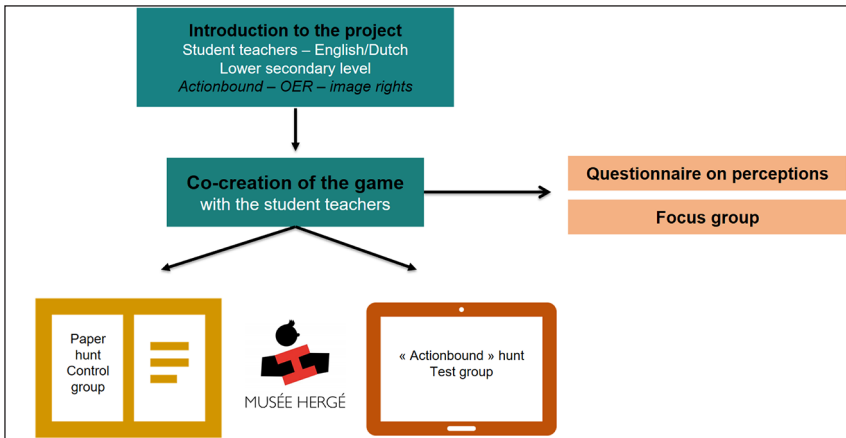 Introduction to the project
Student teachers – English/Dutch
Lower secondary level
Actionbound – OER – image rights
Co-creation of the game
with the student teachers
Questionnaire on perceptions
Focus group
Paper
hunt
Control
group
MUSÉE HERGÉ
« Actionbound » hunt
Test group